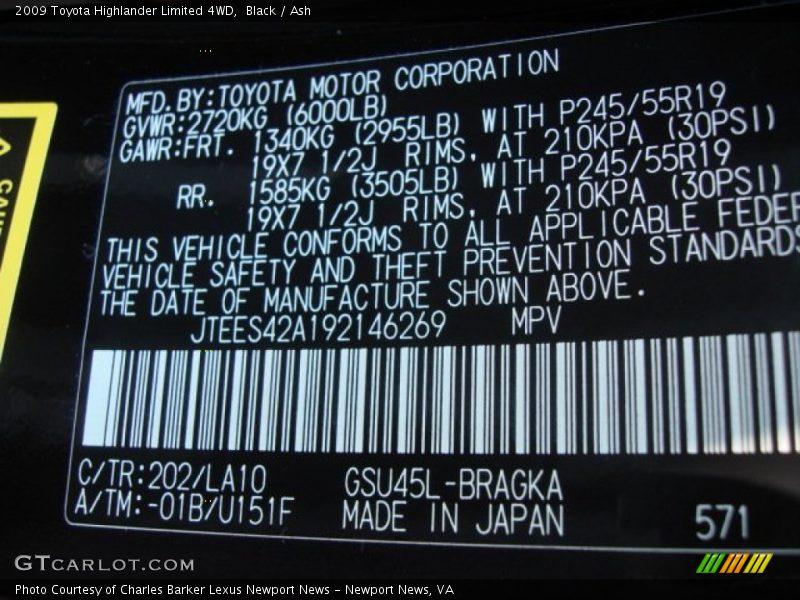 2009 Toyota Highlander Limited 4WD, Black / Ash
MFD.BY:TOYOTA MOTOR CORPORATION
GVWR:2720KG (6000LB)
GAWR:FRT. 1340KG (2955LB) WITH P245/55R19
19X7 1/2J RIMS, AT 210KPA (30PSI)
RR. 1585KG (3505LB) WITH P245/55R19
19X7 1/2J RIMS, AT 210KPA (30PSI)
THIS VEHICLE CONFORMS TO ALL APPLICABLE FEDER
VEHICLE SAFETY AND THEFT PREVENTION STANDARDS
THE DATE OF MANUFACTURE SHOWN ABOVE.
JTEES42A192146269 MPV
C/TR:202/LA10 GSU45L-BRAGKA
A/TM:-01B/U151F MADE IN JAPAN 571
CAU
GTCARLOT.COM
Photo Courtesy of Charles Barker Lexus Newport News - Newport News, VA